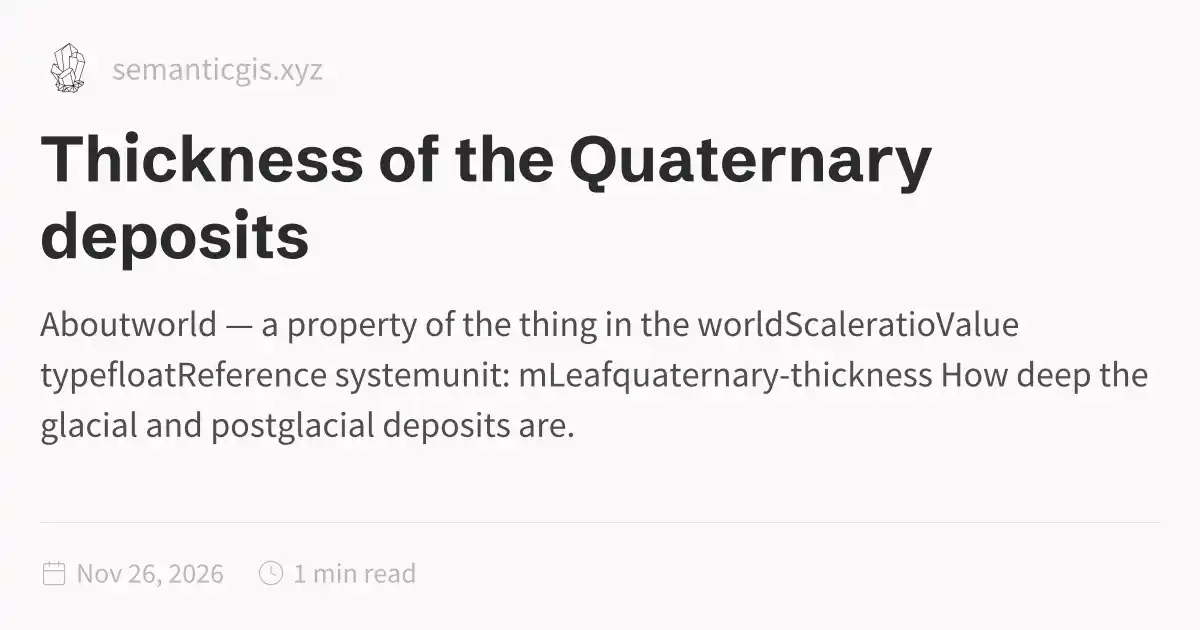 semanticgis.xyz
Thickness of the Quaternary
deposits
Aboutworld — a property of the thing in the worldScaleratioValue
typefloatReference systemunit: mLeafquaternary-thickness How deep the
glacial and postglacial deposits are.
Nov 26, 2026 1 min read